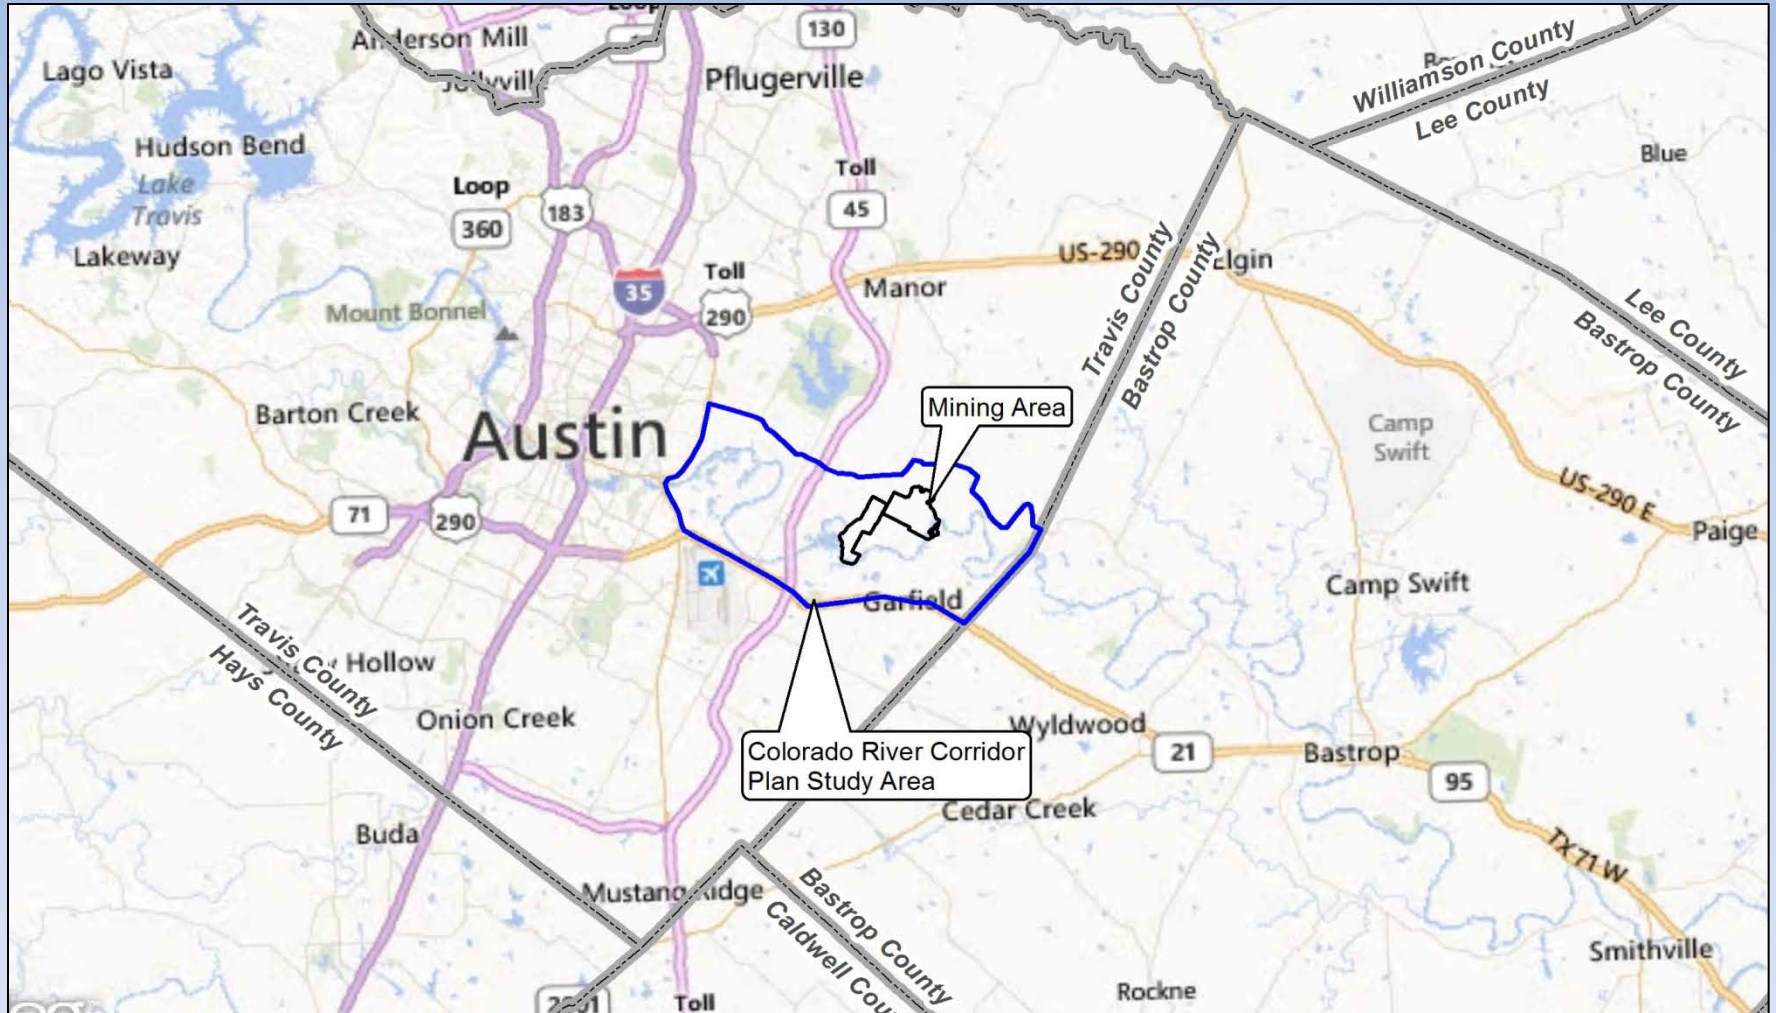 Loop
Anderson Mill
130
Williamson County
Lago Vista
Jollyville
Pflugerville
Lee County
Hudson Bend
Blue
Toll
45
Lake
Travis
Loop
360
183
Lakeway
US-290
Elgin
Travis County
Bastrop County
Toll
290
35
Manor
Mount Bonnel
Lee County
Bastrop County
Mining Area
Barton Creek
Austin
Camp
Swift
US-290 E
71
290
Paige
Camp Swift
Garfield
Travis County
Hays County
Hollow
Onion Creek
Wyldwood
21
Bastrop
95
Colorado River Corridor
Plan Study Area
Cedar Creek
Buda
TX 71 W
Mustang Ridge
Bastrop County
Caldwell
Smithville
Rockne
Toll